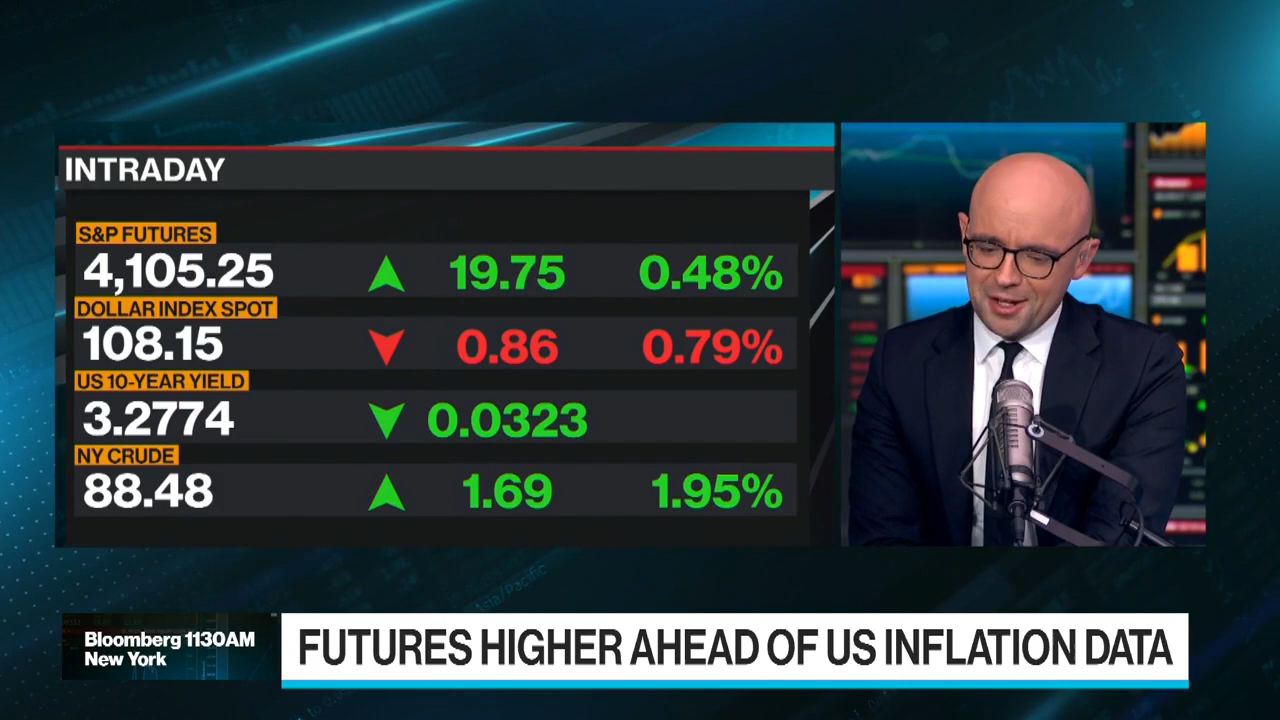 INTRADAY
S&P FUTURES
4,105.25 19.75 0.48%
DOLLAR INDEX SPOT
108.15 0.86 0.79%
US 10-YEAR YIELD
3.2774 0.0323
NY CRUDE
88.48 1.69 1.95%
Asia/Pacific
Bloomberg 1130AM
New York
FUTURES HIGHER AHEAD OF US INFLATION DATA